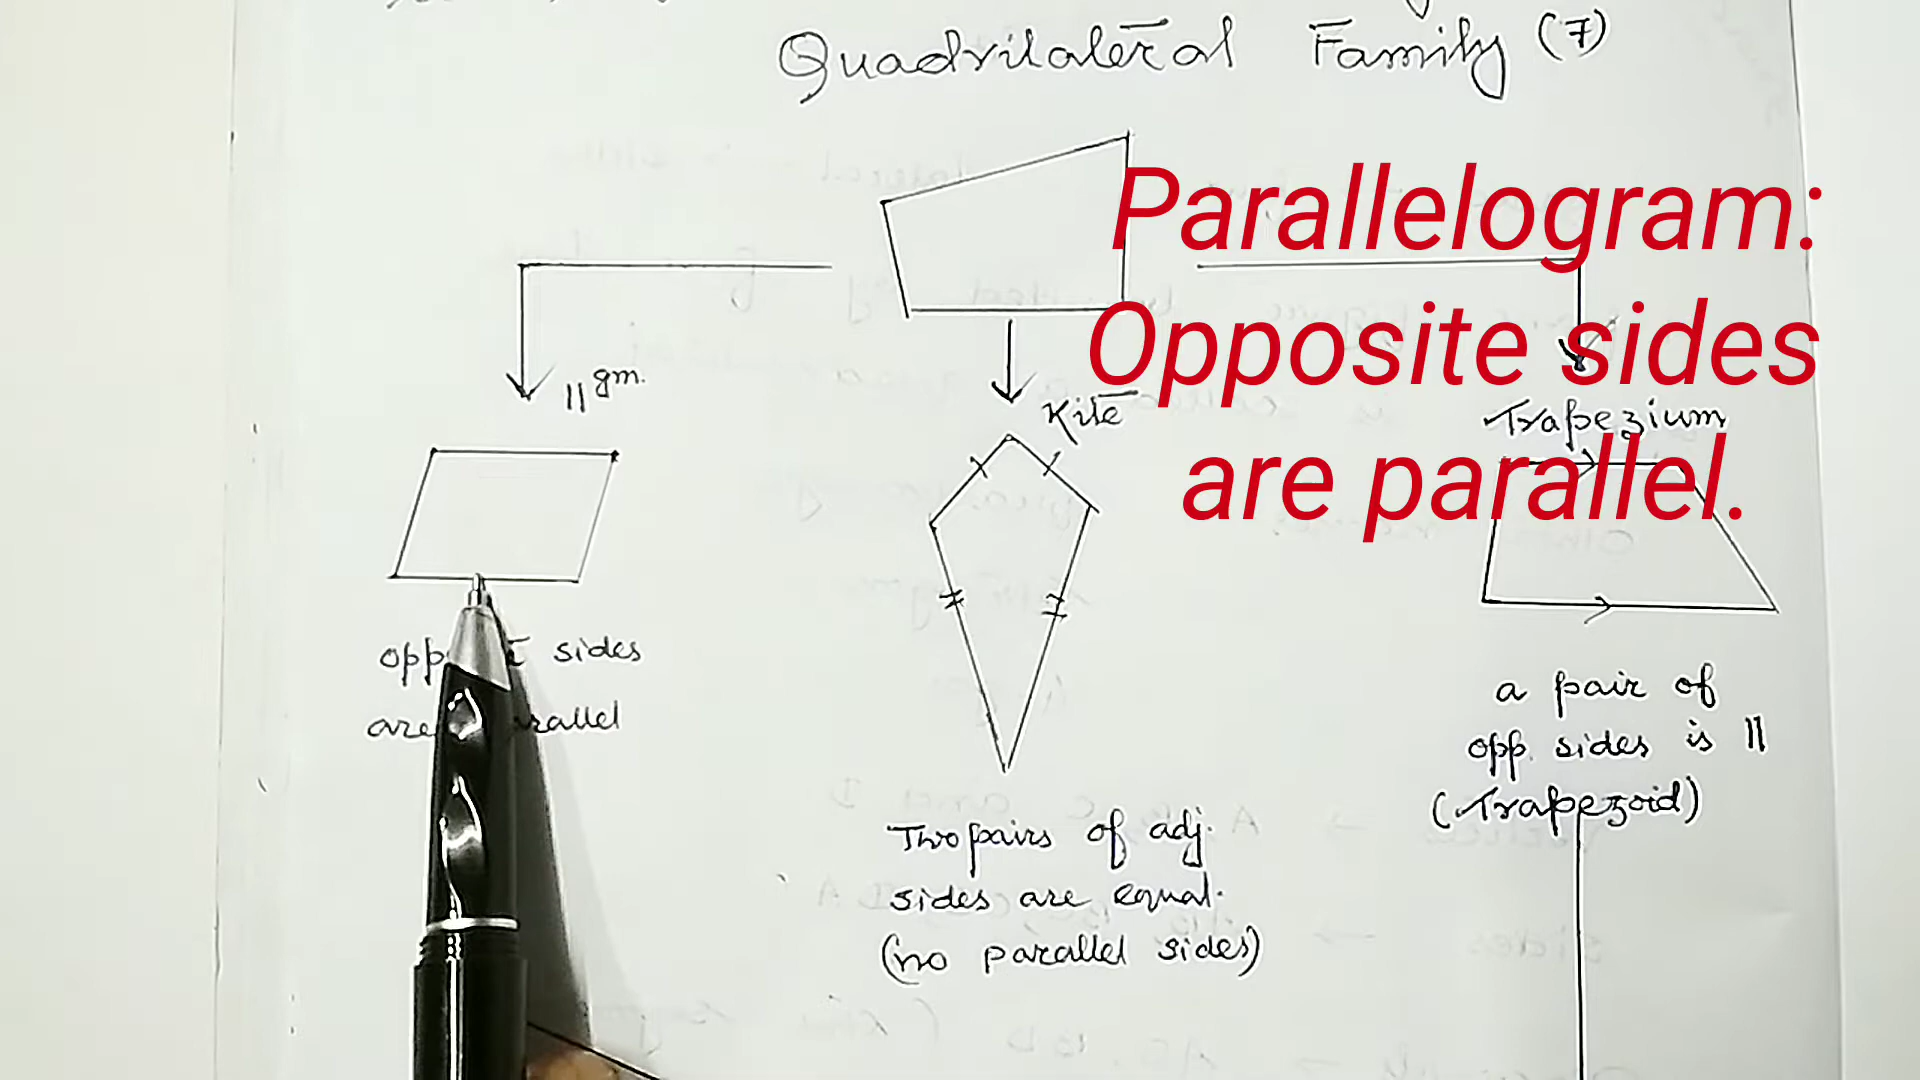 Quadrilateral Family (7)
Parallelogram:
Opposite sides
are parallel.
|| gm.
Kite
Trapezium
sides
are
a pair of
opp. sides is ||
(Trapezoid)
Two pairs of adj.
sides are equal.
(no parallel sides)